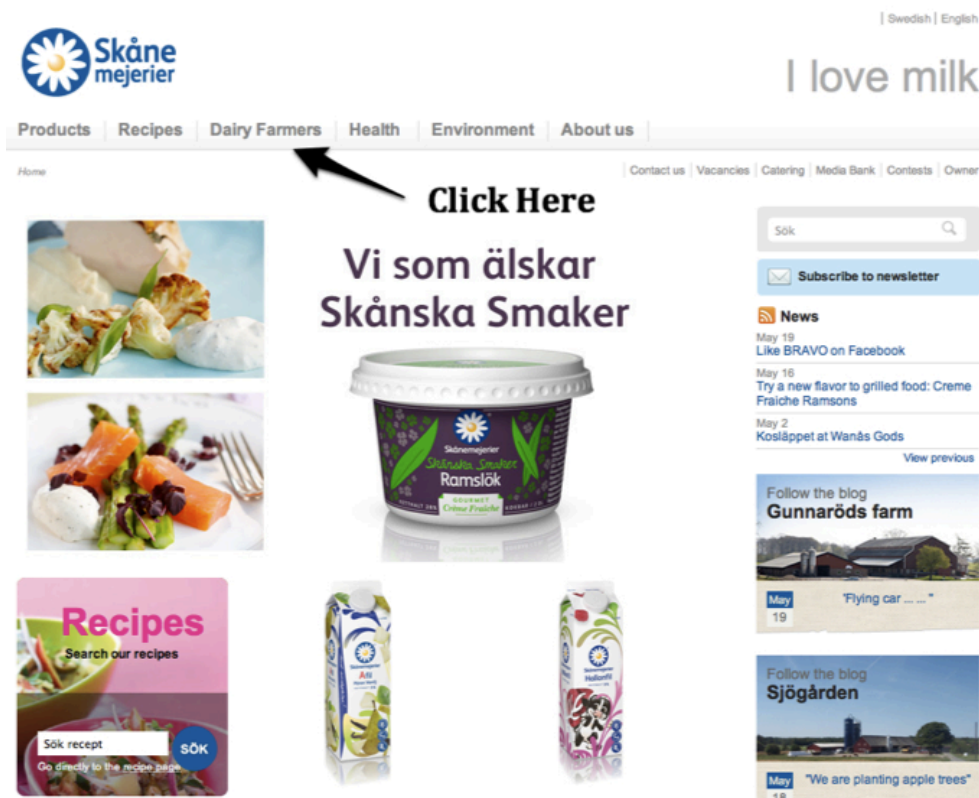 Swedish | English
Skåne
mejerier
I love milk
Products
Recipes
Dairy Farmers
Health
Environment
About us
Home
Contact us
Vacancies
Catering
Media Bank
Contests
Owner
Click Here
Vi som älskar
Skånska Smaker
Skånemejerier
Skånska Smaker
Ramslök
GOURMET
Crème Fraiche
Sök
Subscribe to newsletter
News
May 19
Like BRAVO on Facebook
May 16
Try a new flavor to grilled food: Creme
Fraiche Ramsons
May 2
Kosläppet at Wanås Gods
View previous
Follow the blog
Gunnaröds farm
May
19
"Flying car ... ... "
Follow the blog
Sjögården
May
18
"We are planting apple trees"
Recipes
Search our recipes
Sök recept
SÖK
Go directly to the recipe page
Skånemejerier
Skånemejerier
Hallonfil